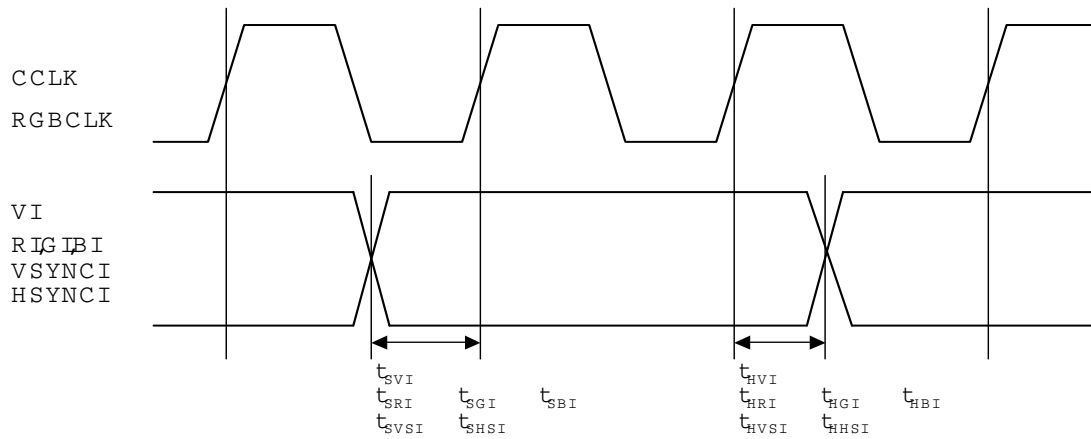 CCLK
RGBCLK
VI
RI,GI,BI
VSYNCI
HSYNCI
tSVI tHVI
tSRI tSGI tSBI tHRI tHGI tHBI
tSVSI tSHSI tHVSI tHHSI